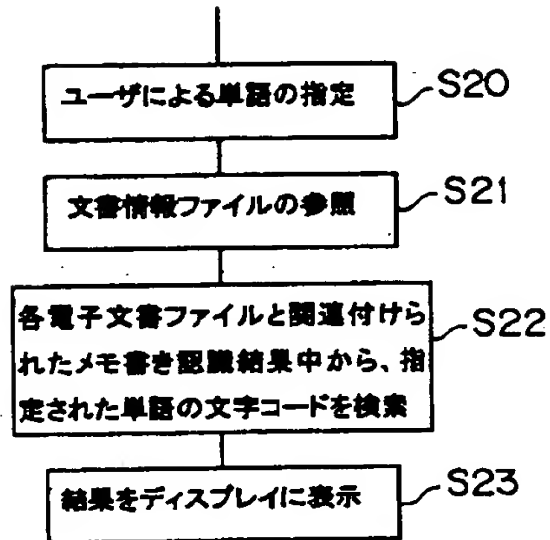 ユーザによる単語の指定
S20
文書情報ファイルの参照
S21
各電子文書ファイルと関連付けら
れたメモ書き認識結果中から、指
定された単語の文字コードを検索
S22
結果をディスプレイに表示
S23